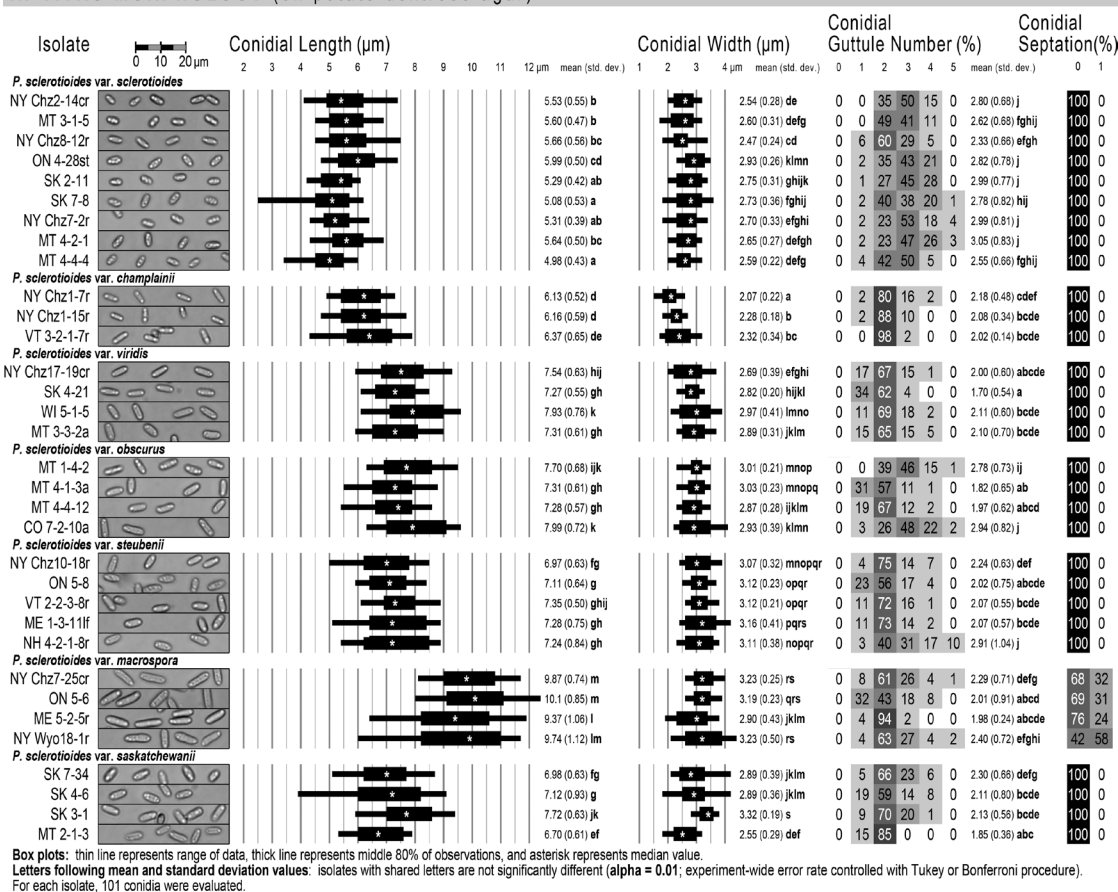 Isolate 0 10 20 µm Conidial Length (µm) Conidial Width (µm) Conidial Guttule Number (%) Conidial Septation(%)
2 3 4 5 6 7 8 9 10 11 12 µm mean (std. dev.) 1 2 3 4 µm mean (std. dev.) 0 1 2 3 4 5 mean (std. dev.) 0 1
P. sclerotioides var. sclerotioides
NY Chz2-14cr 5.53 (0.55) b 2.54 (0.28) de 0 0 35 50 15 0 2.80 (0.68) j 100 0
MT 3-1-5 5.60 (0.47) b 2.60 (0.31) defg 0 0 49 41 11 0 2.62 (0.68) fghij 100 0
NY Chz8-12r 5.66 (0.56) bc 2.47 (0.24) cd 0 6 60 29 5 0 2.33 (0.66) efgh 100 0
ON 4-28st 5.99 (0.50) cd 2.93 (0.26) klmn 0 2 35 43 21 0 2.82 (0.78) j 100 0
SK 2-11 5.29 (0.42) ab 2.75 (0.31) ghijk 0 1 27 45 28 0 2.99 (0.77) j 100 0
SK 7-8 5.08 (0.53) a 2.73 (0.36) fghij 0 2 40 38 20 1 2.78 (0.82) hij 100 0
NY Chz7-2r 5.31 (0.39) ab 2.70 (0.33) efghi 0 2 23 53 18 4 2.99 (0.81) j 100 0
MT 4-2-1 5.64 (0.50) bc 2.65 (0.27) defgh 0 2 23 47 26 3 3.05 (0.83) j 100 0
MT 4-4-4 4.98 (0.43) a 2.59 (0.22) defg 0 4 42 50 5 0 2.55 (0.66) fghij 100 0
P. sclerotioides var. champlainii
NY Chz1-7r 6.13 (0.52) d 2.07 (0.22) a 0 2 80 16 2 0 2.18 (0.48) cdef 100 0
NY Chz1-15r 6.16 (0.59) d 2.28 (0.18) b 0 2 88 10 0 0 2.08 (0.34) bcde 100 0
VT 3-2-1-7r 6.37 (0.65) de 2.32 (0.34) bc 0 0 98 2 0 0 2.02 (0.14) bcde 100 0
P. sclerotioides var. viridis
NY Chz17-19cr 7.54 (0.63) hij 2.69 (0.39) efghi 0 17 67 15 1 0 2.00 (0.60) abcde 100 0
SK 4-21 7.27 (0.55) gh 2.82 (0.20) hijkl 0 34 62 4 0 0 1.70 (0.54) a 100 0
WI 5-1-5 7.93 (0.76) k 2.97 (0.41) lmno 0 11 69 18 2 0 2.11 (0.60) bcde 100 0
MT 3-3-2a 7.31 (0.61) gh 2.89 (0.31) jklm 0 15 65 15 5 0 2.10 (0.70) bcde 100 0
P. sclerotioides var. obscurus
MT 1-4-2 7.70 (0.68) ijk 3.01 (0.21) mnop 0 0 39 46 15 1 2.78 (0.73) ij 100 0
MT 4-1-3a 7.31 (0.61) gh 3.03 (0.23) mnopq 0 31 57 11 1 0 1.82 (0.65) ab 100 0
MT 4-4-12 7.28 (0.57) gh 2.87 (0.28) ijklm 0 19 67 12 2 0 1.97 (0.62) abcd 100 0
CO 7-2-10a 7.99 (0.72) k 2.93 (0.39) klmn 0 3 26 48 22 2 2.94 (0.82) j 100 0
P. sclerotioides var. steubenii
NY Chz10-18r 6.97 (0.63) fg 3.07 (0.32) mnopqr 0 4 75 14 7 0 2.24 (0.63) def 100 0
ON 5-8 7.11 (0.64) g 3.12 (0.23) opqr 0 23 56 17 4 0 2.02 (0.75) abcde 100 0
VT 2-2-3-8r 7.35 (0.50) ghij 3.12 (0.21) opqr 0 11 72 16 1 0 2.07 (0.55) bcde 100 0
ME 1-3-11lf 7.28 (0.75) gh 3.16 (0.41) pqrs 0 11 73 14 2 0 2.07 (0.57) bcde 100 0
NH 4-2-1-8r 7.24 (0.84) gh 3.11 (0.38) nopqr 0 3 40 31 17 10 2.91 (1.04) j 100 0
P. sclerotioides var. macrospora
NY Chz7-25cr 9.87 (0.74) m 3.23 (0.25) rs 0 8 61 26 4 1 2.29 (0.71) defg 68 32
ON 5-6 10.1 (0.85) m 3.19 (0.23) qrs 0 32 43 18 8 0 2.01 (0.91) abcd 69 31
ME 5-2-5r 9.37 (1.06) l 2.90 (0.43) jklm 0 4 94 2 0 0 1.98 (0.24) abcde 76 24
NY Wyo18-1r 9.74 (1.12) lm 3.23 (0.50) rs 0 4 63 27 4 2 2.40 (0.72) efghi 42 58
P. sclerotioides var. saskatchewanii
SK 7-34 6.98 (0.63) fg 2.89 (0.39) jklm 0 5 66 23 6 0 2.30 (0.66) defg 100 0
SK 4-6 7.12 (0.93) g 2.89 (0.36) jklm 0 19 59 14 8 0 2.11 (0.80) bcde 100 0
SK 3-1 7.72 (0.63) jk 3.32 (0.19) s 0 9 70 20 1 0 2.13 (0.56) bcde 100 0
MT 2-1-3 6.70 (0.61) ef 2.55 (0.29) def 0 15 85 0 0 0 1.85 (0.36) abc 100 0
Box plots: thin line represents range of data, thick line represents middle 80% of observations, and asterisk represents median value.
Letters following mean and standard deviation values: isolates with shared letters are not significantly different (alpha = 0.01; experiment-wide error rate controlled with Tukey or Bonferroni procedure).
For each isolate, 101 conidia were evaluated.